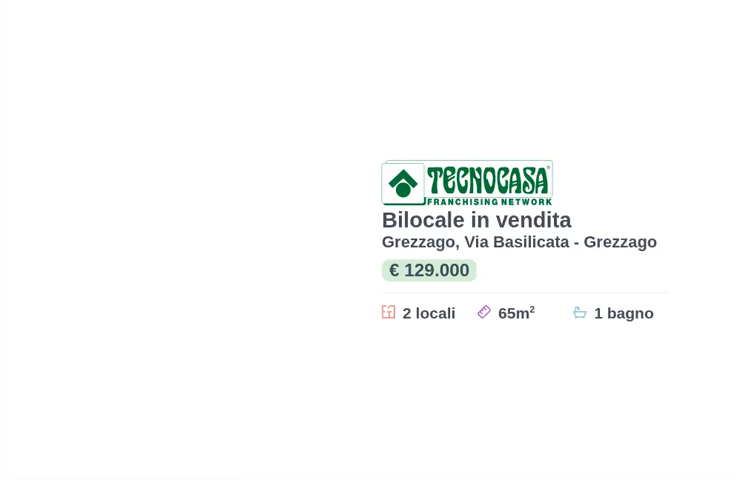 TECNOCASA
FRANCHISING NETWORK
Bilocale in vendita
Grezzago, Via Basilicata - Grezzago
€ 129.000
2 locali 65m² 1 bagno